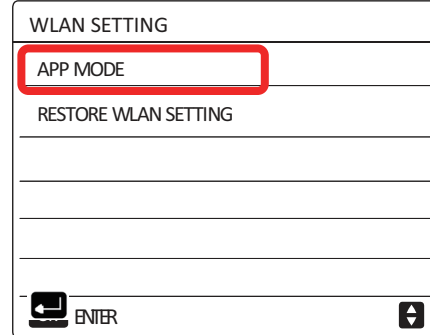 WLAN SETTING
APP MODE
RESTORE WLAN SETTING
ENTER